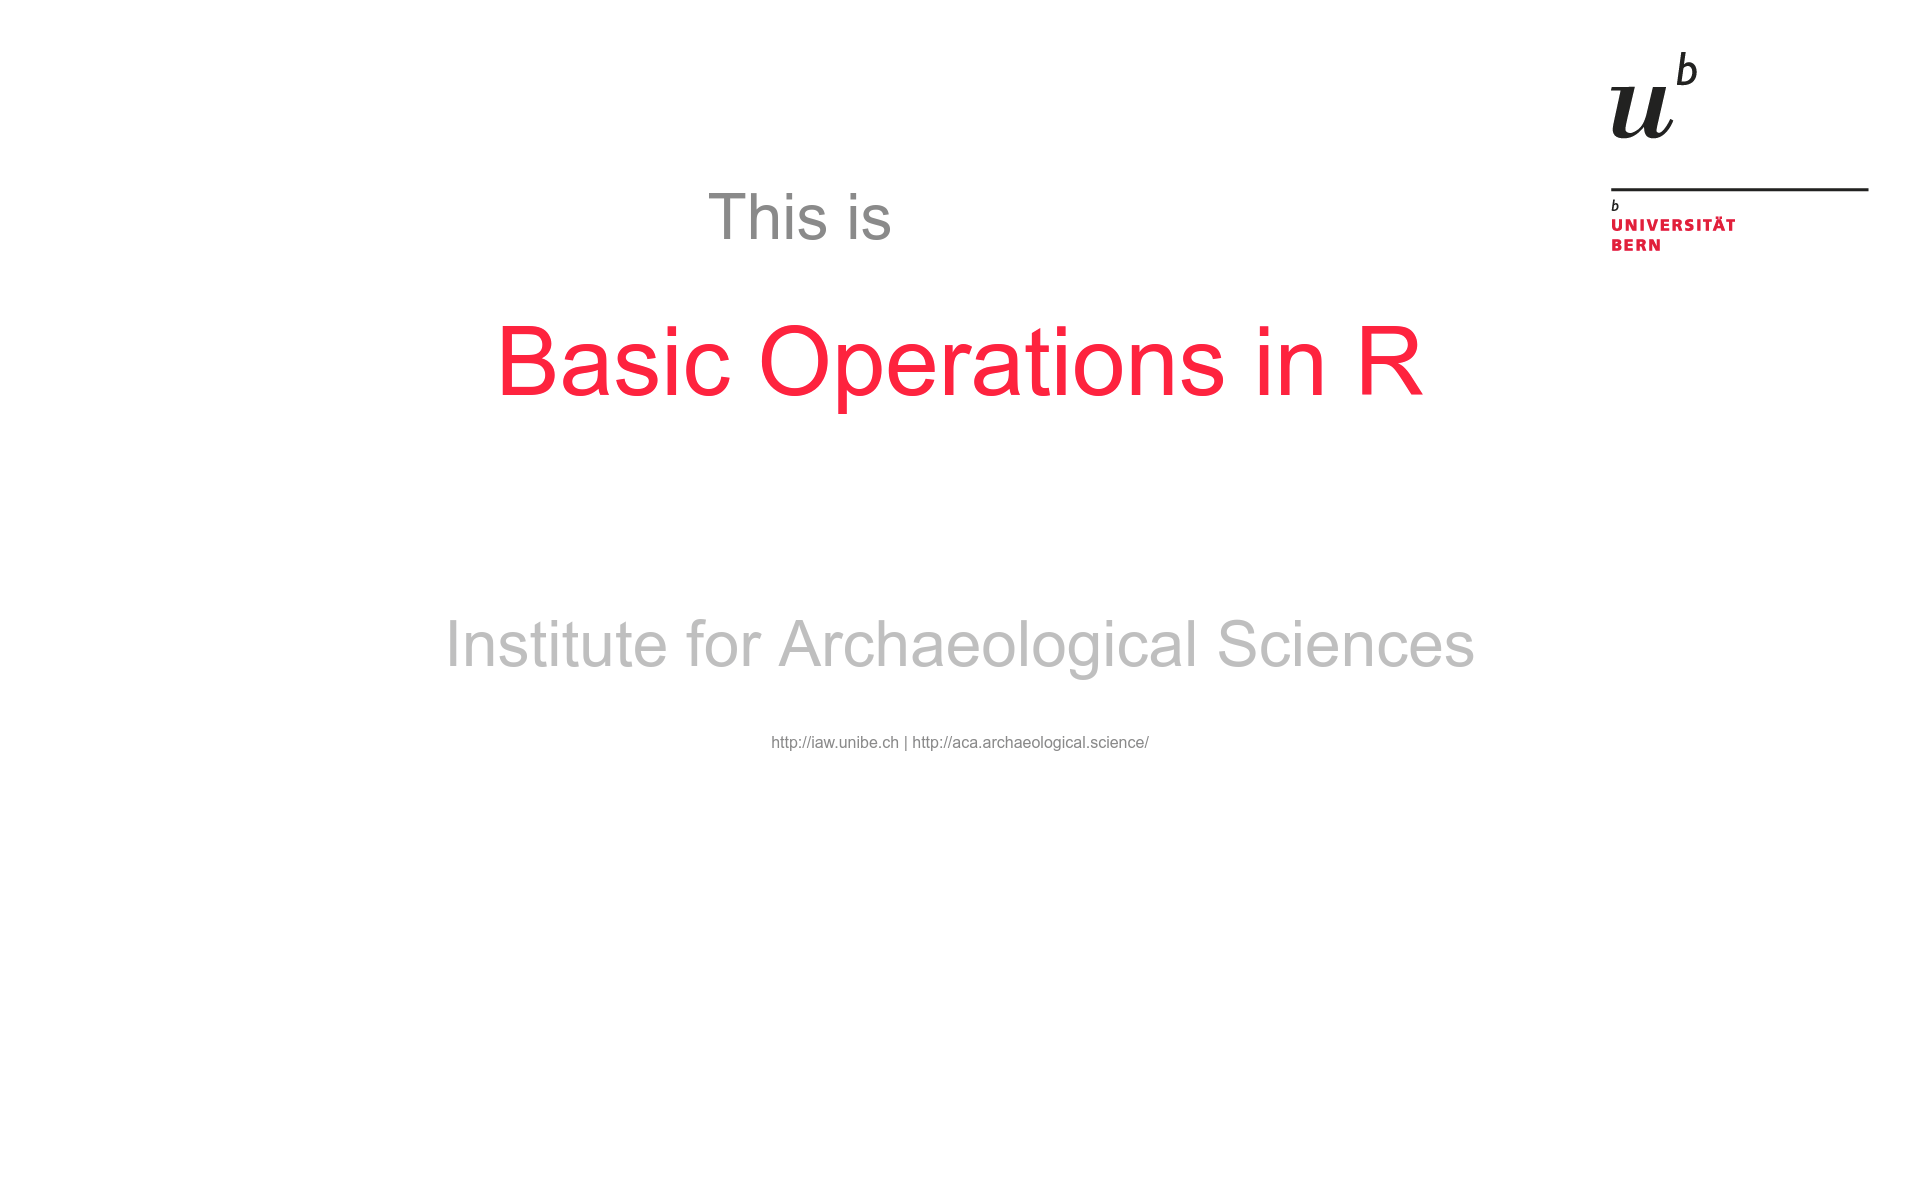 u b
This is
b
UNIVERSITÄT
BERN
Basic Operations in R
Institute for Archaeological Sciences
http://iaw.unibe.ch | http://aca.archaeological.science/